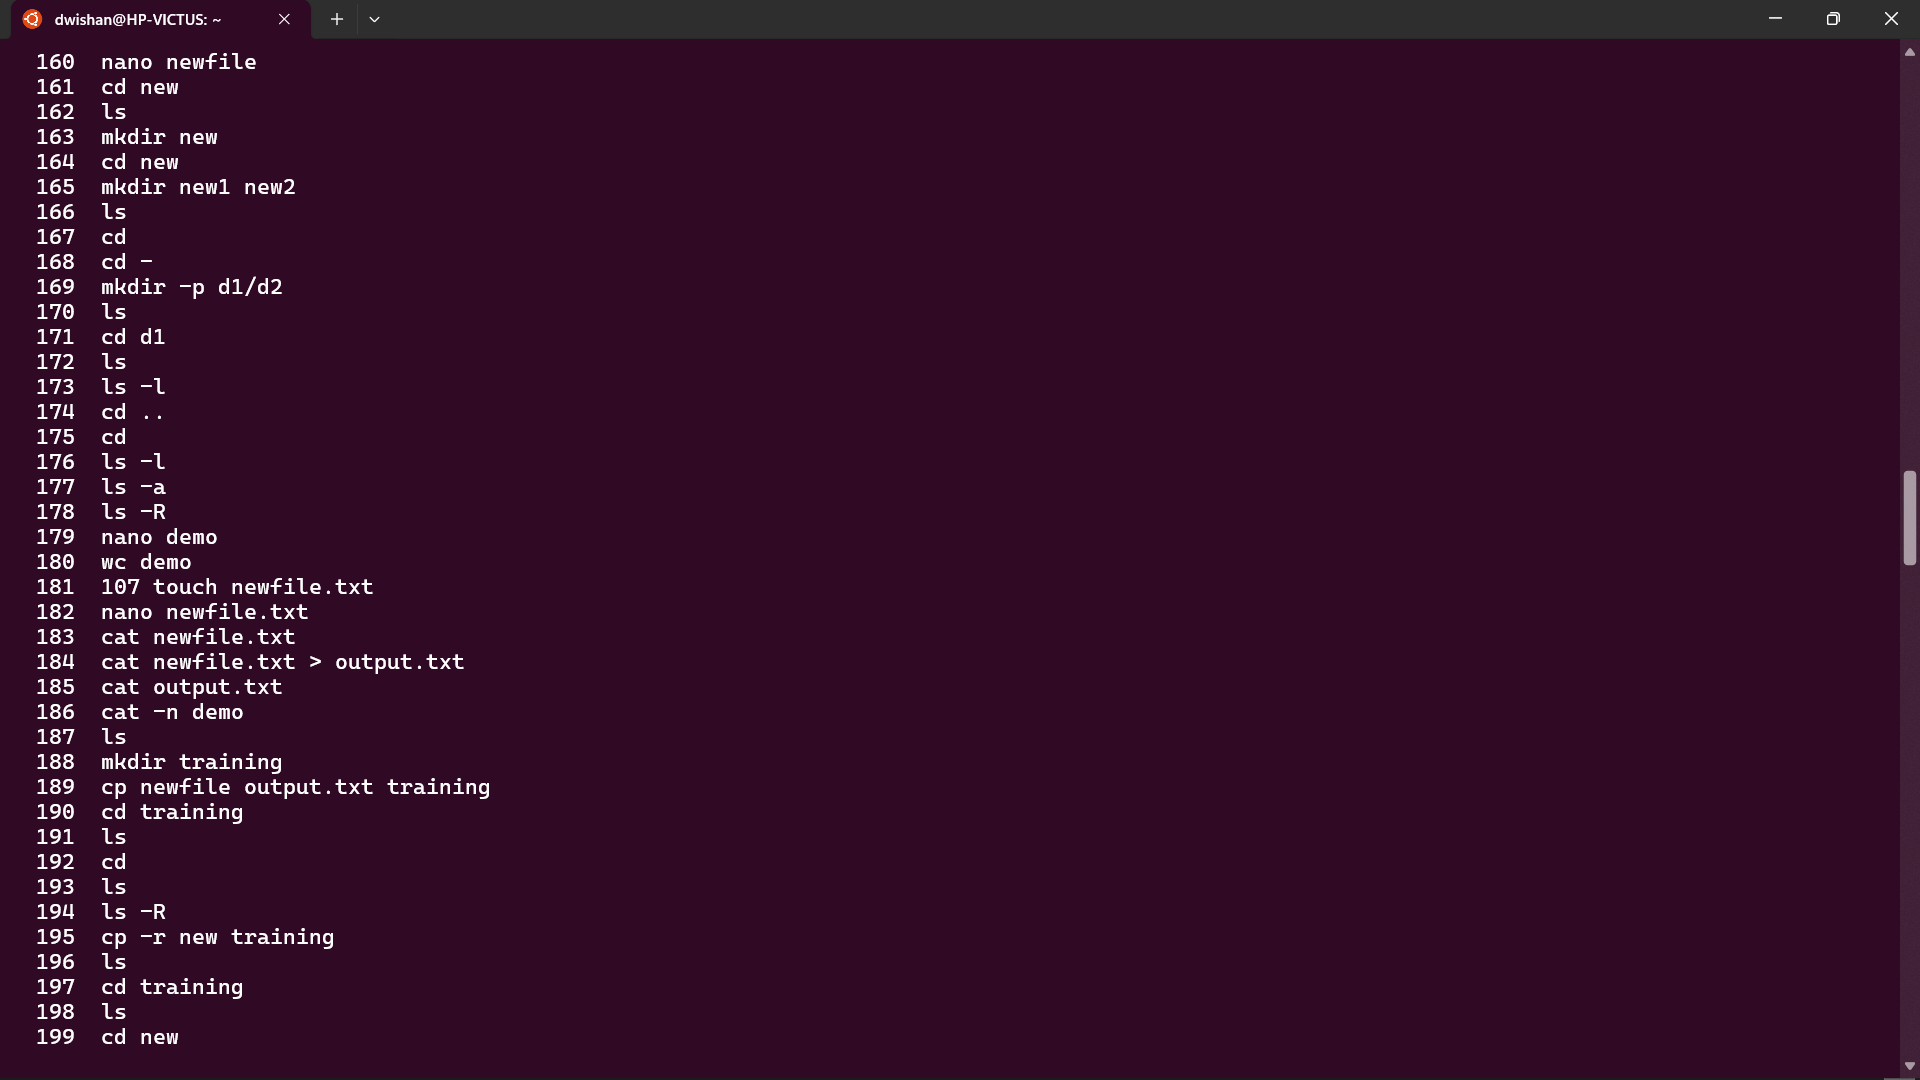 dwishan@HP-VICTUS: ~
160 nano newfile
161 cd new
162 ls
163 mkdir new
164 cd new
165 mkdir new1 new2
166 ls
167 cd
168 cd -
169 mkdir -p d1/d2
170 ls
171 cd d1
172 ls
173 ls -l
174 cd ..
175 cd
176 ls -l
177 ls -a
178 ls -R
179 nano demo
180 wc demo
181 107 touch newfile.txt
182 nano newfile.txt
183 cat newfile.txt
184 cat newfile.txt > output.txt
185 cat output.txt
186 cat -n demo
187 ls
188 mkdir training
189 cp newfile output.txt training
190 cd training
191 ls
192 cd
193 ls
194 ls -R
195 cp -r new training
196 ls
197 cd training
198 ls
199 cd new